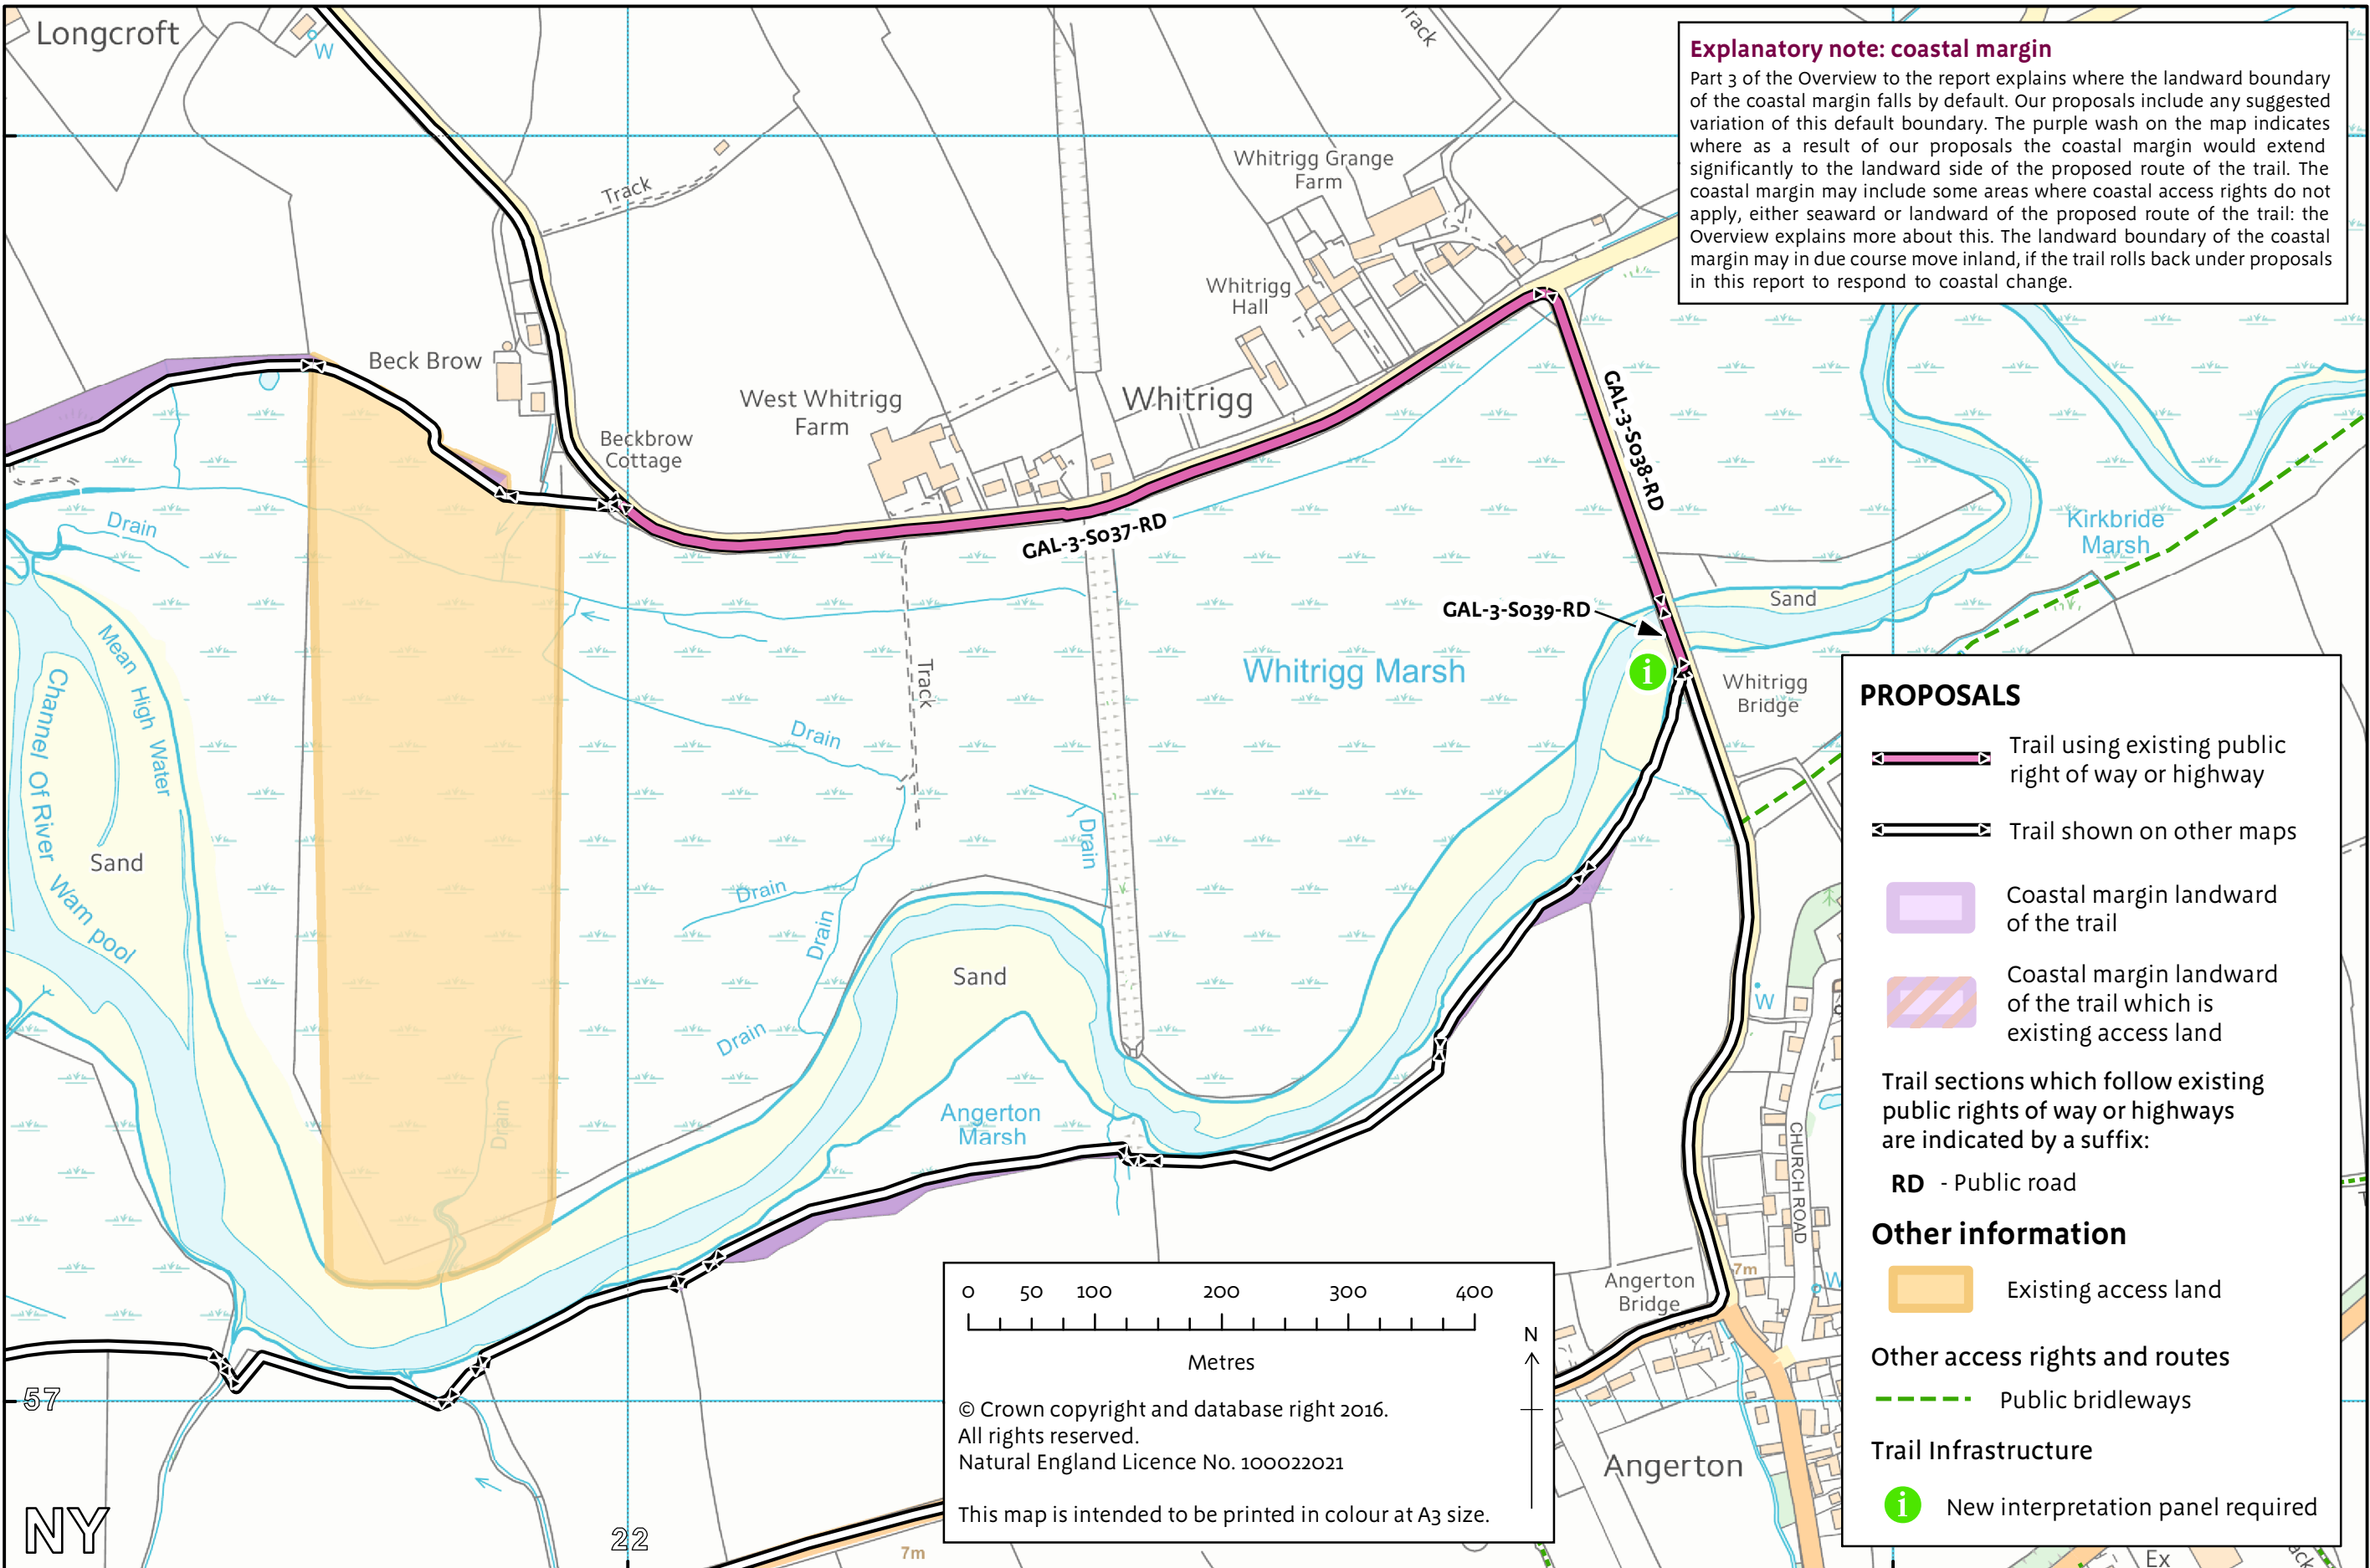 Longcroft
W
Track
Track
Explanatory note: coastal margin
Part 3 of the Overview to the report explains where the landward boundary
of the coastal margin falls by default. Our proposals include any suggested
variation of this default boundary. The purple wash on the map indicates
where as a result of our proposals the coastal margin would extend
significantly to the landward side of the proposed route of the trail. The
coastal margin may include some areas where coastal access rights do not
apply, either seaward or landward of the proposed route of the trail: the
Overview explains more about this. The landward boundary of the coastal
margin may in due course move inland, if the trail rolls back under proposals
in this report to respond to coastal change.
Whitrigg Grange
Farm
Whitrigg
Hall
Beck Brow
West Whitrigg
Farm
Whitrigg
Beckbrow
Cottage
GAL-3-S037-RD
GAL-3-S038-RD
GAL-3-S039-RD
Kirkbride
Marsh
Sand
Drain
Mean High Water
Channel Of River Wampool
Sand
Track
Whitrigg Marsh
i
Whitrigg
Bridge
Drain
Drain
Drain
Drain
Drain
Drain
Sand
Angerton
Marsh
W
CHURCH ROAD
W
7m
Angerton
Bridge
Angerton
7m
57
22
NY
Ex
0 50 100 200 300 400
Metres
N
© Crown copyright and database right 2016.
All rights reserved.
Natural England Licence No. 100022021
This map is intended to be printed in colour at A3 size.
PROPOSALS
Trail using existing public
right of way or highway
Trail shown on other maps
Coastal margin landward
of the trail
Coastal margin landward
of the trail which is
existing access land
Trail sections which follow existing
public rights of way or highways
are indicated by a suffix:
RD - Public road
Other information
Existing access land
Other access rights and routes
Public bridleways
Trail Infrastructure
i New interpretation panel required